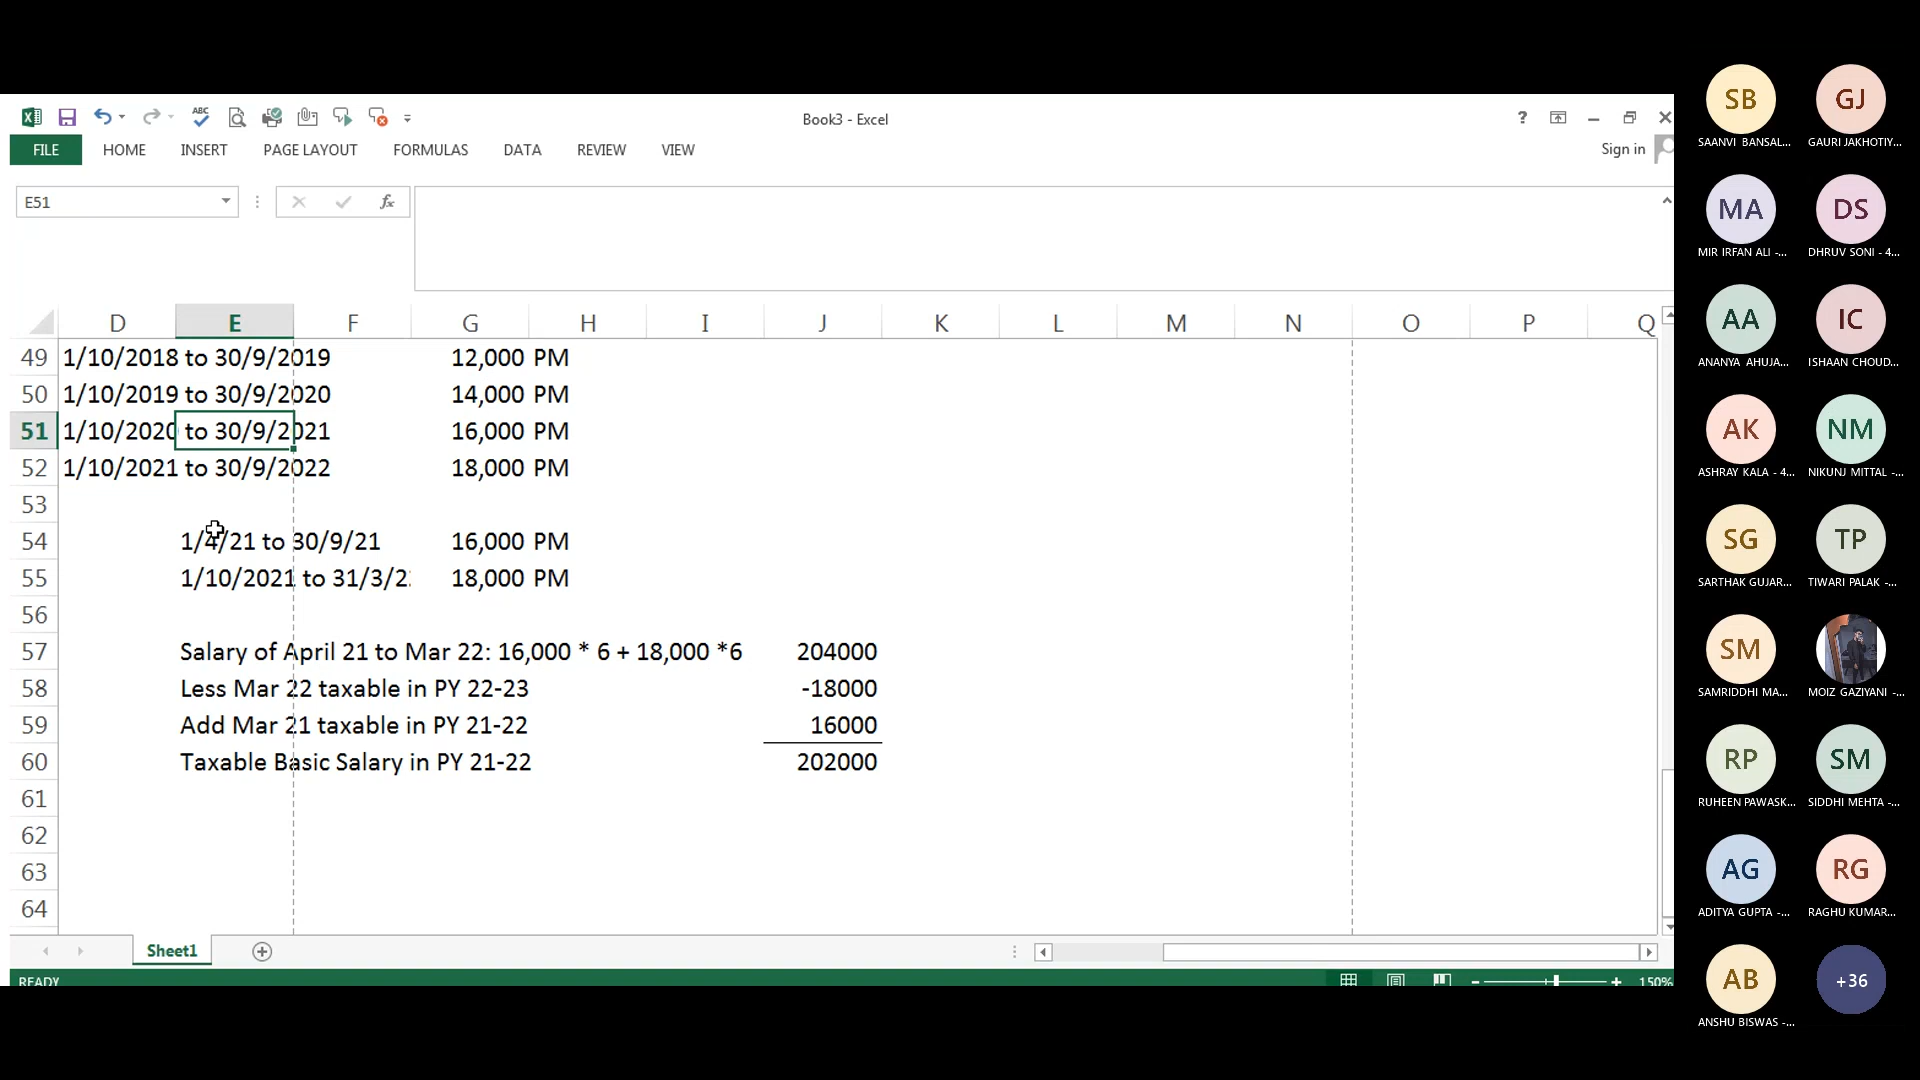 Book3 - Excel
FILE HOME INSERT PAGE LAYOUT FORMULAS DATA REVIEW VIEW Sign in
E51
D E F G H I J K L M N O P Q
49 1/10/2018 to 30/9/2019 12,000 PM
50 1/10/2019 to 30/9/2020 14,000 PM
51 1/10/2020 to 30/9/2021 16,000 PM
52 1/10/2021 to 30/9/2022 18,000 PM
53
54 1/4/21 to 30/9/21 16,000 PM
55 1/10/2021 to 31/3/2 18,000 PM
56
57 Salary of April 21 to Mar 22: 16,000 * 6 + 18,000 *6 204000
58 Less Mar 22 taxable in PY 22-23 -18000
59 Add Mar 21 taxable in PY 21-22 16000
60 Taxable Basic Salary in PY 21-22 202000
61
62
63
64
Sheet1
READY 150%
SB GJ
SAANVI BANSAL... GAURI JAKHOTIY...
MA DS
MIR IRFAN ALI -... DHRUV SONI - 4...
AA IC
ANANYA AHUJA... ISHAAN CHOUD...
AK NM
ASHRAY KALA - 4... NIKUNJ MITTAL -...
SG TP
SARTHAK GUJAR... TIWARI PALAK -...
SM
SAMRIDDHI MA... MOIZ GAZIYANI -...
RP SM
RUHEEN PAWASK... SIDDHI MEHTA -...
AG RG
ADITYA GUPTA -... RAGHU KUMAR...
AB +36
ANSHU BISWAS -...